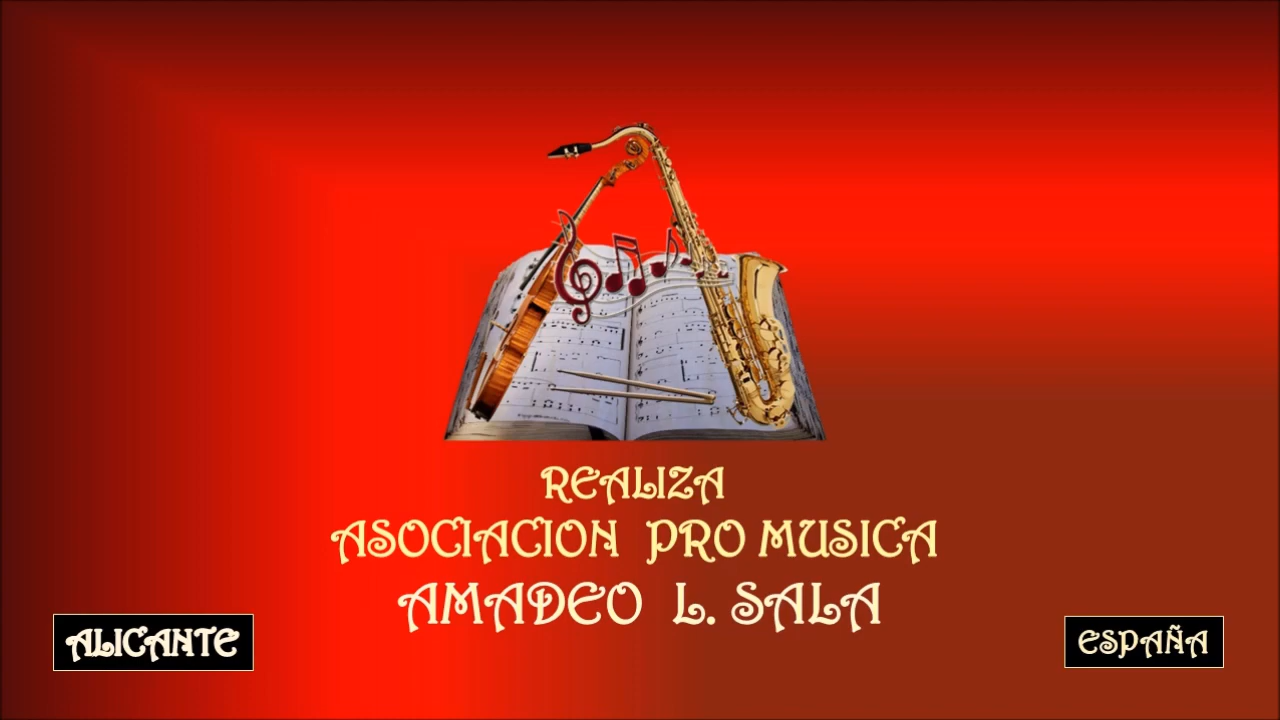 REALIZA
ASOCIACION PRO MUSICA
AMADEO L. SALA
ALICANTE
ESPAÑA